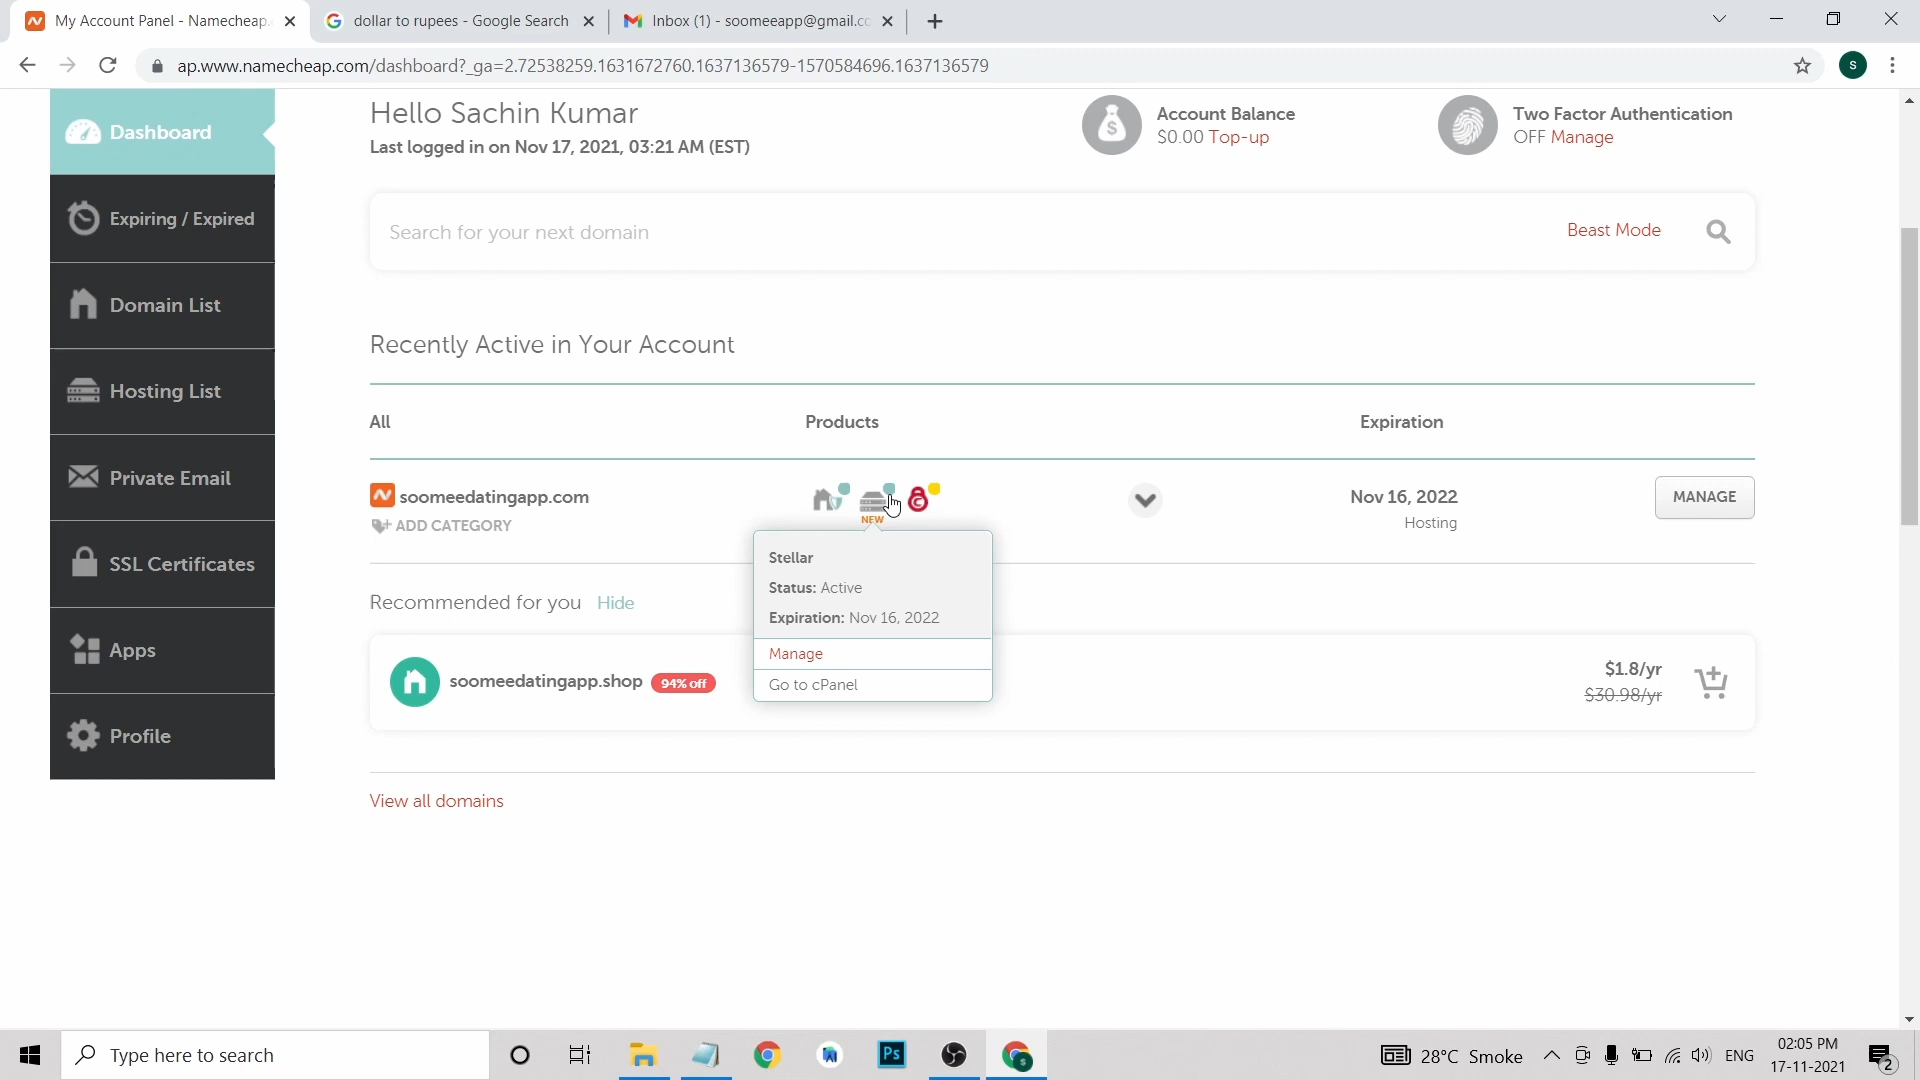 My Account Panel - Namecheap.
dollar to rupees - Google Search
Inbox (1) - soomeeapp@gmail.co
ap.www.namecheap.com/dashboard?_ga=2.72538259.1631672760.1637136579-1570584696.1637136579
S
Dashboard
Expiring / Expired
Domain List
Hosting List
Private Email
SSL Certificates
Apps
Profile
Hello Sachin Kumar
Last logged in on Nov 17, 2021, 03:21 AM (EST)
Account Balance
$0.00 Top-up
Two Factor Authentication
OFF Manage
Search for your next domain
Beast Mode
Recently Active in Your Account
All Products Expiration
soomeedatingapp.com
ADD CATEGORY
NEW
Nov 16, 2022
Hosting
MANAGE
Stellar
Status: Active
Expiration: Nov 16, 2022
Manage
Go to cPanel
Recommended for you Hide
soomeedatingapp.shop 94% off
$1.8/yr
$30.98/yr
View all domains
Type here to search
Ps
28°C Smoke
ENG
02:05 PM
17-11-2021
2